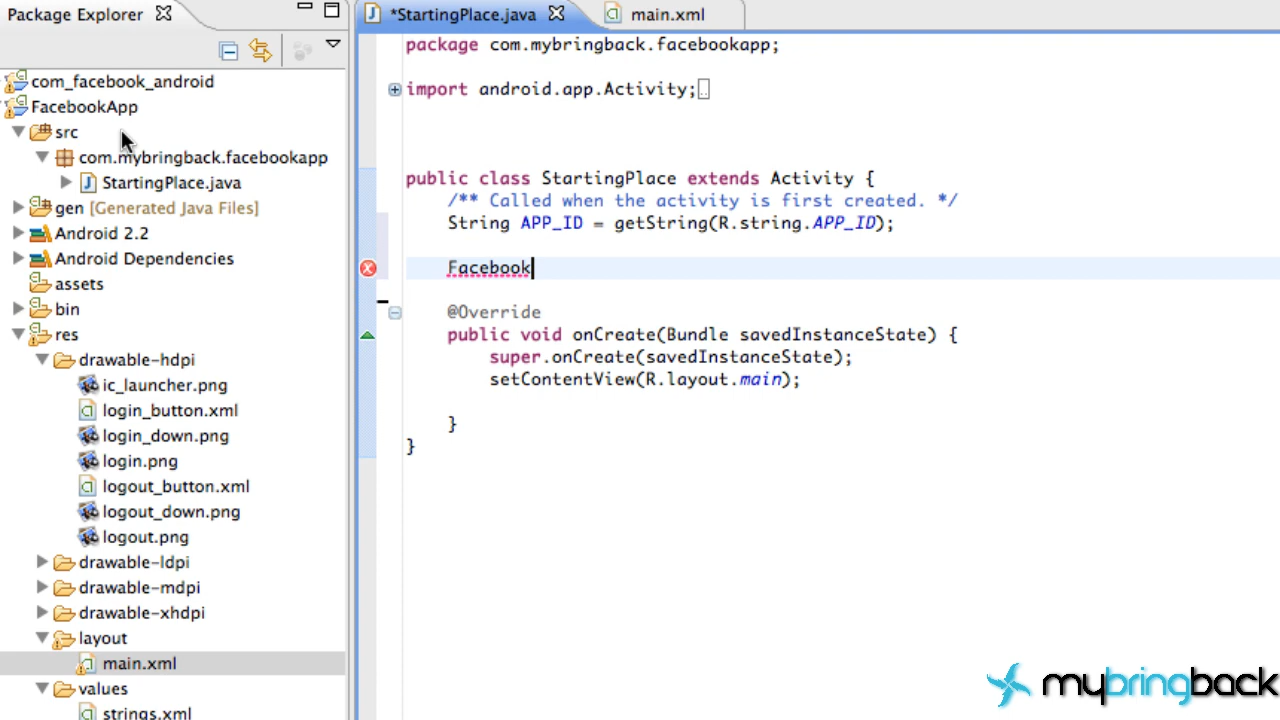 Package Explorer
com_facebook_android
FacebookApp
src
com.mybringback.facebookapp
StartingPlace.java
gen [Generated Java Files]
Android 2.2
Android Dependencies
assets
bin
res
drawable-hdpi
ic_launcher.png
login_button.xml
login_down.png
login.png
logout_button.xml
logout_down.png
logout.png
drawable-ldpi
drawable-mdpi
drawable-xhdpi
layout
main.xml
values
strings.xml
*StartingPlace.java
main.xml
package com.mybringback.facebookapp;
import android.app.Activity;
public class StartingPlace extends Activity {
/** Called when the activity is first created. */
String APP_ID = getString(R.string.APP_ID);
Facebook
@Override
public void onCreate(Bundle savedInstanceState) {
super.onCreate(savedInstanceState);
setContentView(R.layout.main);
}
}
mybringback